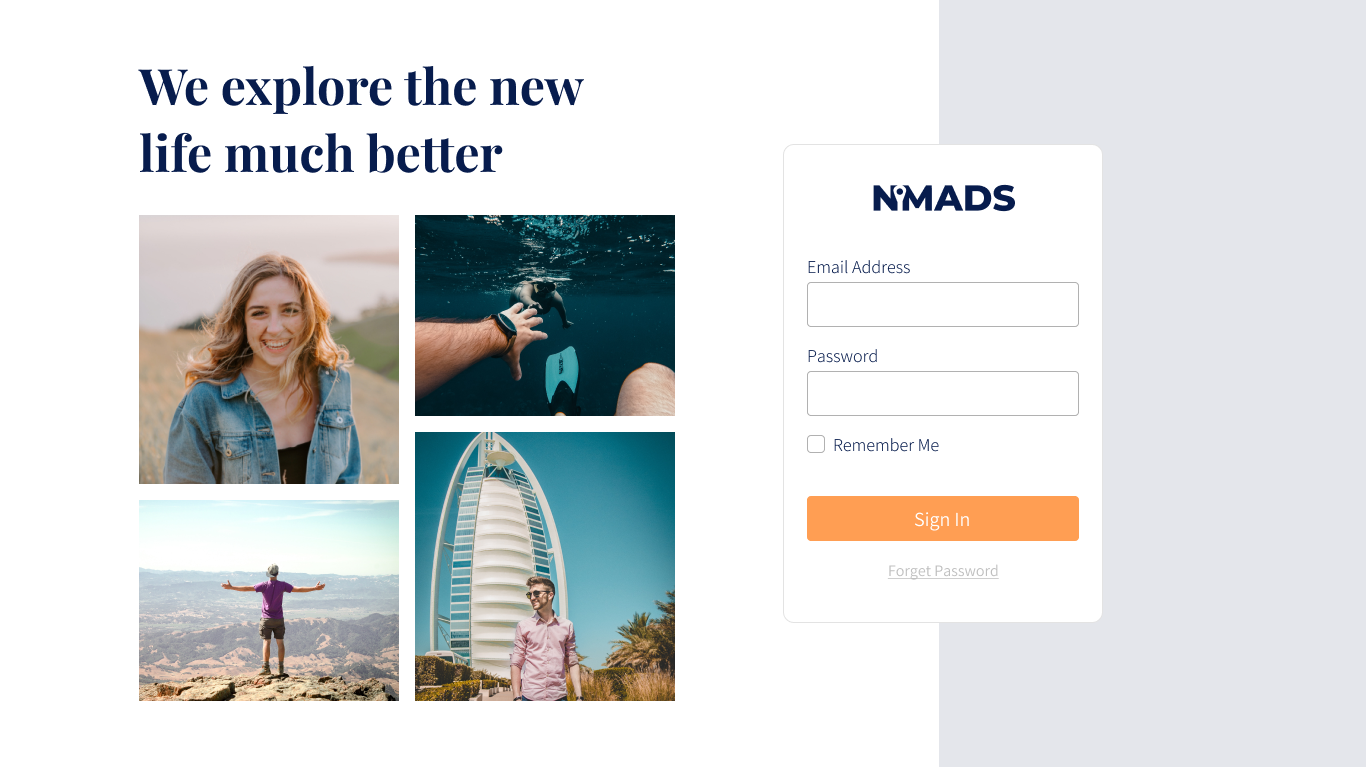 We explore the new
life much better
NOMADS
Email Address
Password
Remember Me
Sign In
Forget Password